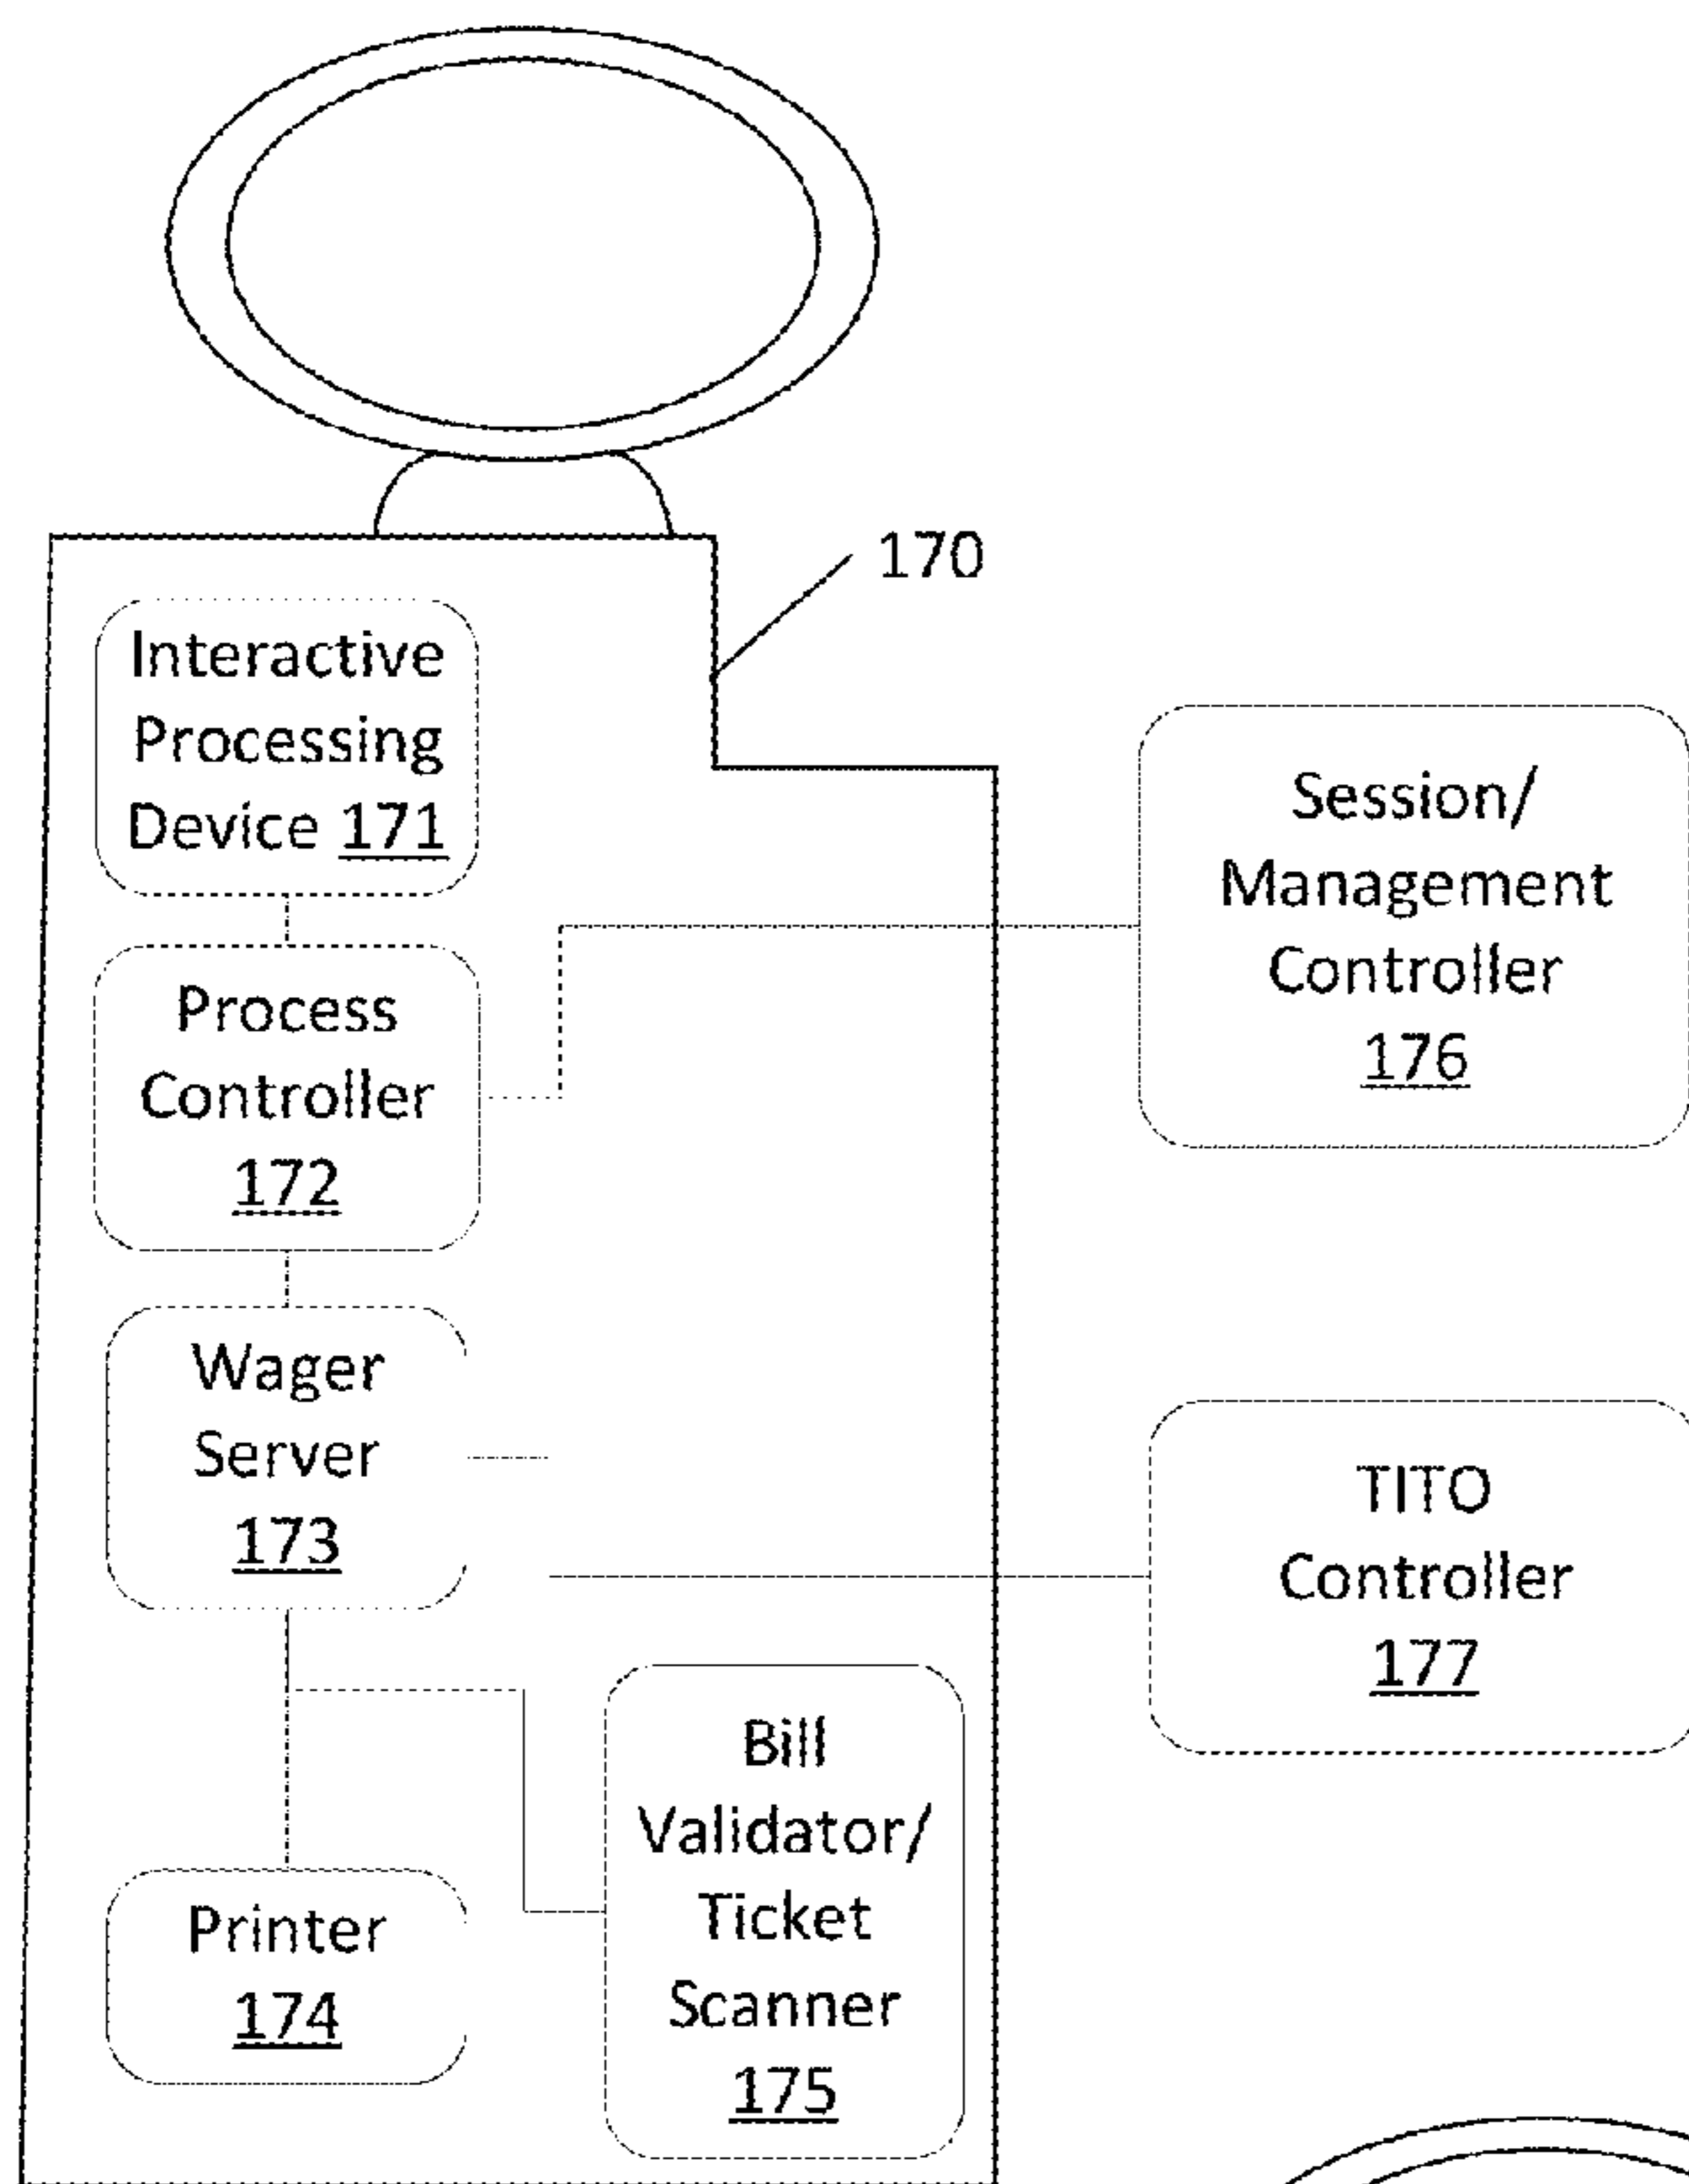 170
Interactive
Processing
Device 171
Process
Controller
172
Wager
Server
173
Printer
174
Bill
Validator/
Ticket
Scanner
175
Session/
Management
Controller
176
TITO
Controller
177